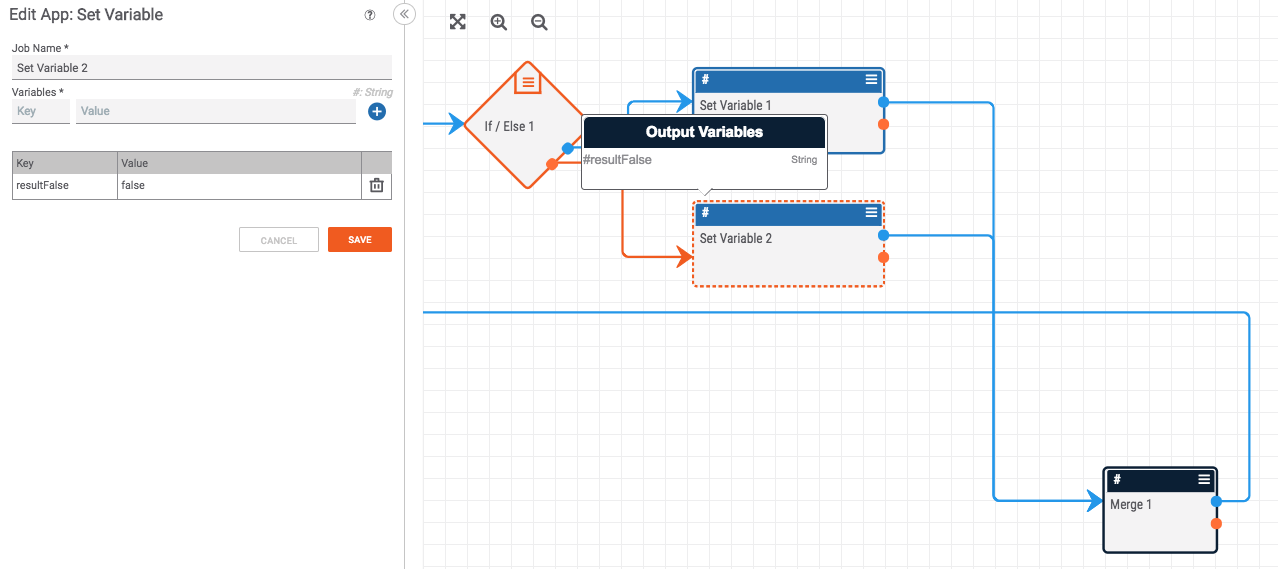 Edit App: Set Variable
?
Job Name *
Set Variable 2
Variables *
#: String
Key
Value
Key
Value
resultFalse
false
CANCEL
SAVE
If / Else 1
#
Set Variable 1
Output Variables
#resultFalse
String
#
Set Variable 2
#
Merge 1